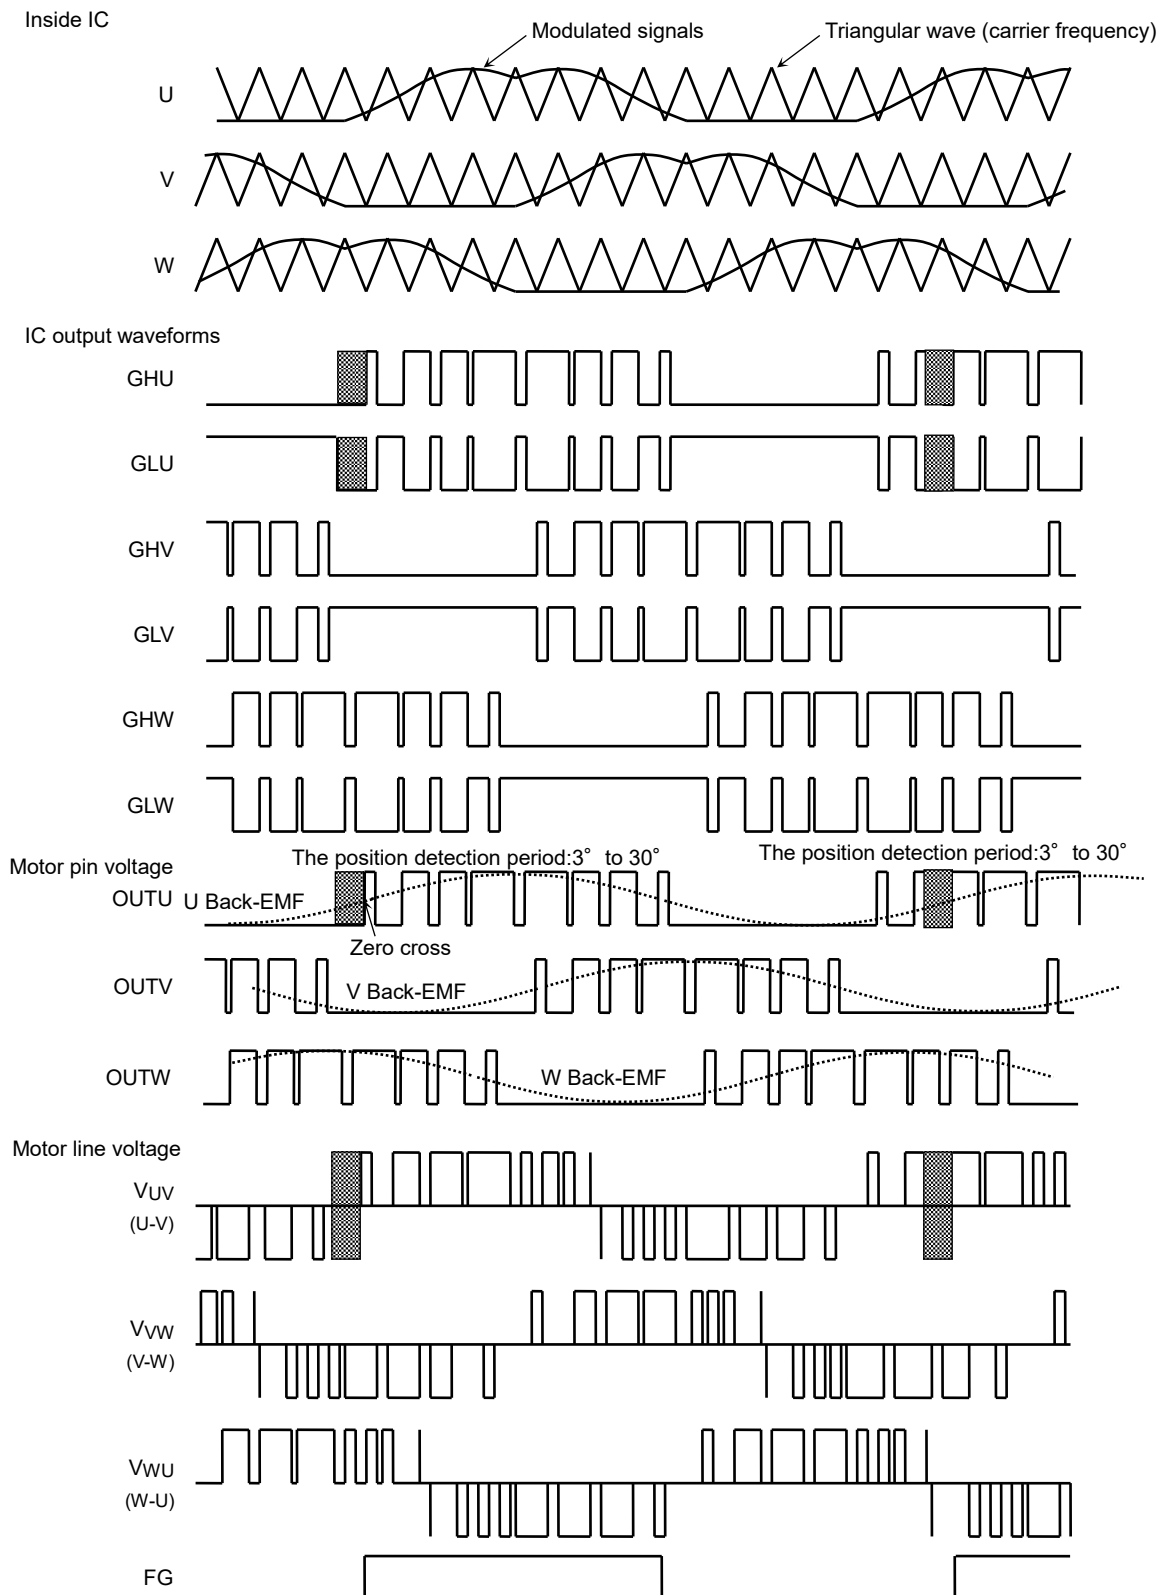 Inside IC
Modulated signals
Triangular wave (carrier frequency)
U
V
W
IC output waveforms
GHU
GLU
GHV
GLV
GHW
GLW
Motor pin voltage
The position detection period:3° to 30°
The position detection period:3° to 30°
OUTU
U Back-EMF
Zero cross
OUTV
V Back-EMF
OUTW
W Back-EMF
Motor line voltage
VUV
(U-V)
VVW
(V-W)
VWU
(W-U)
FG